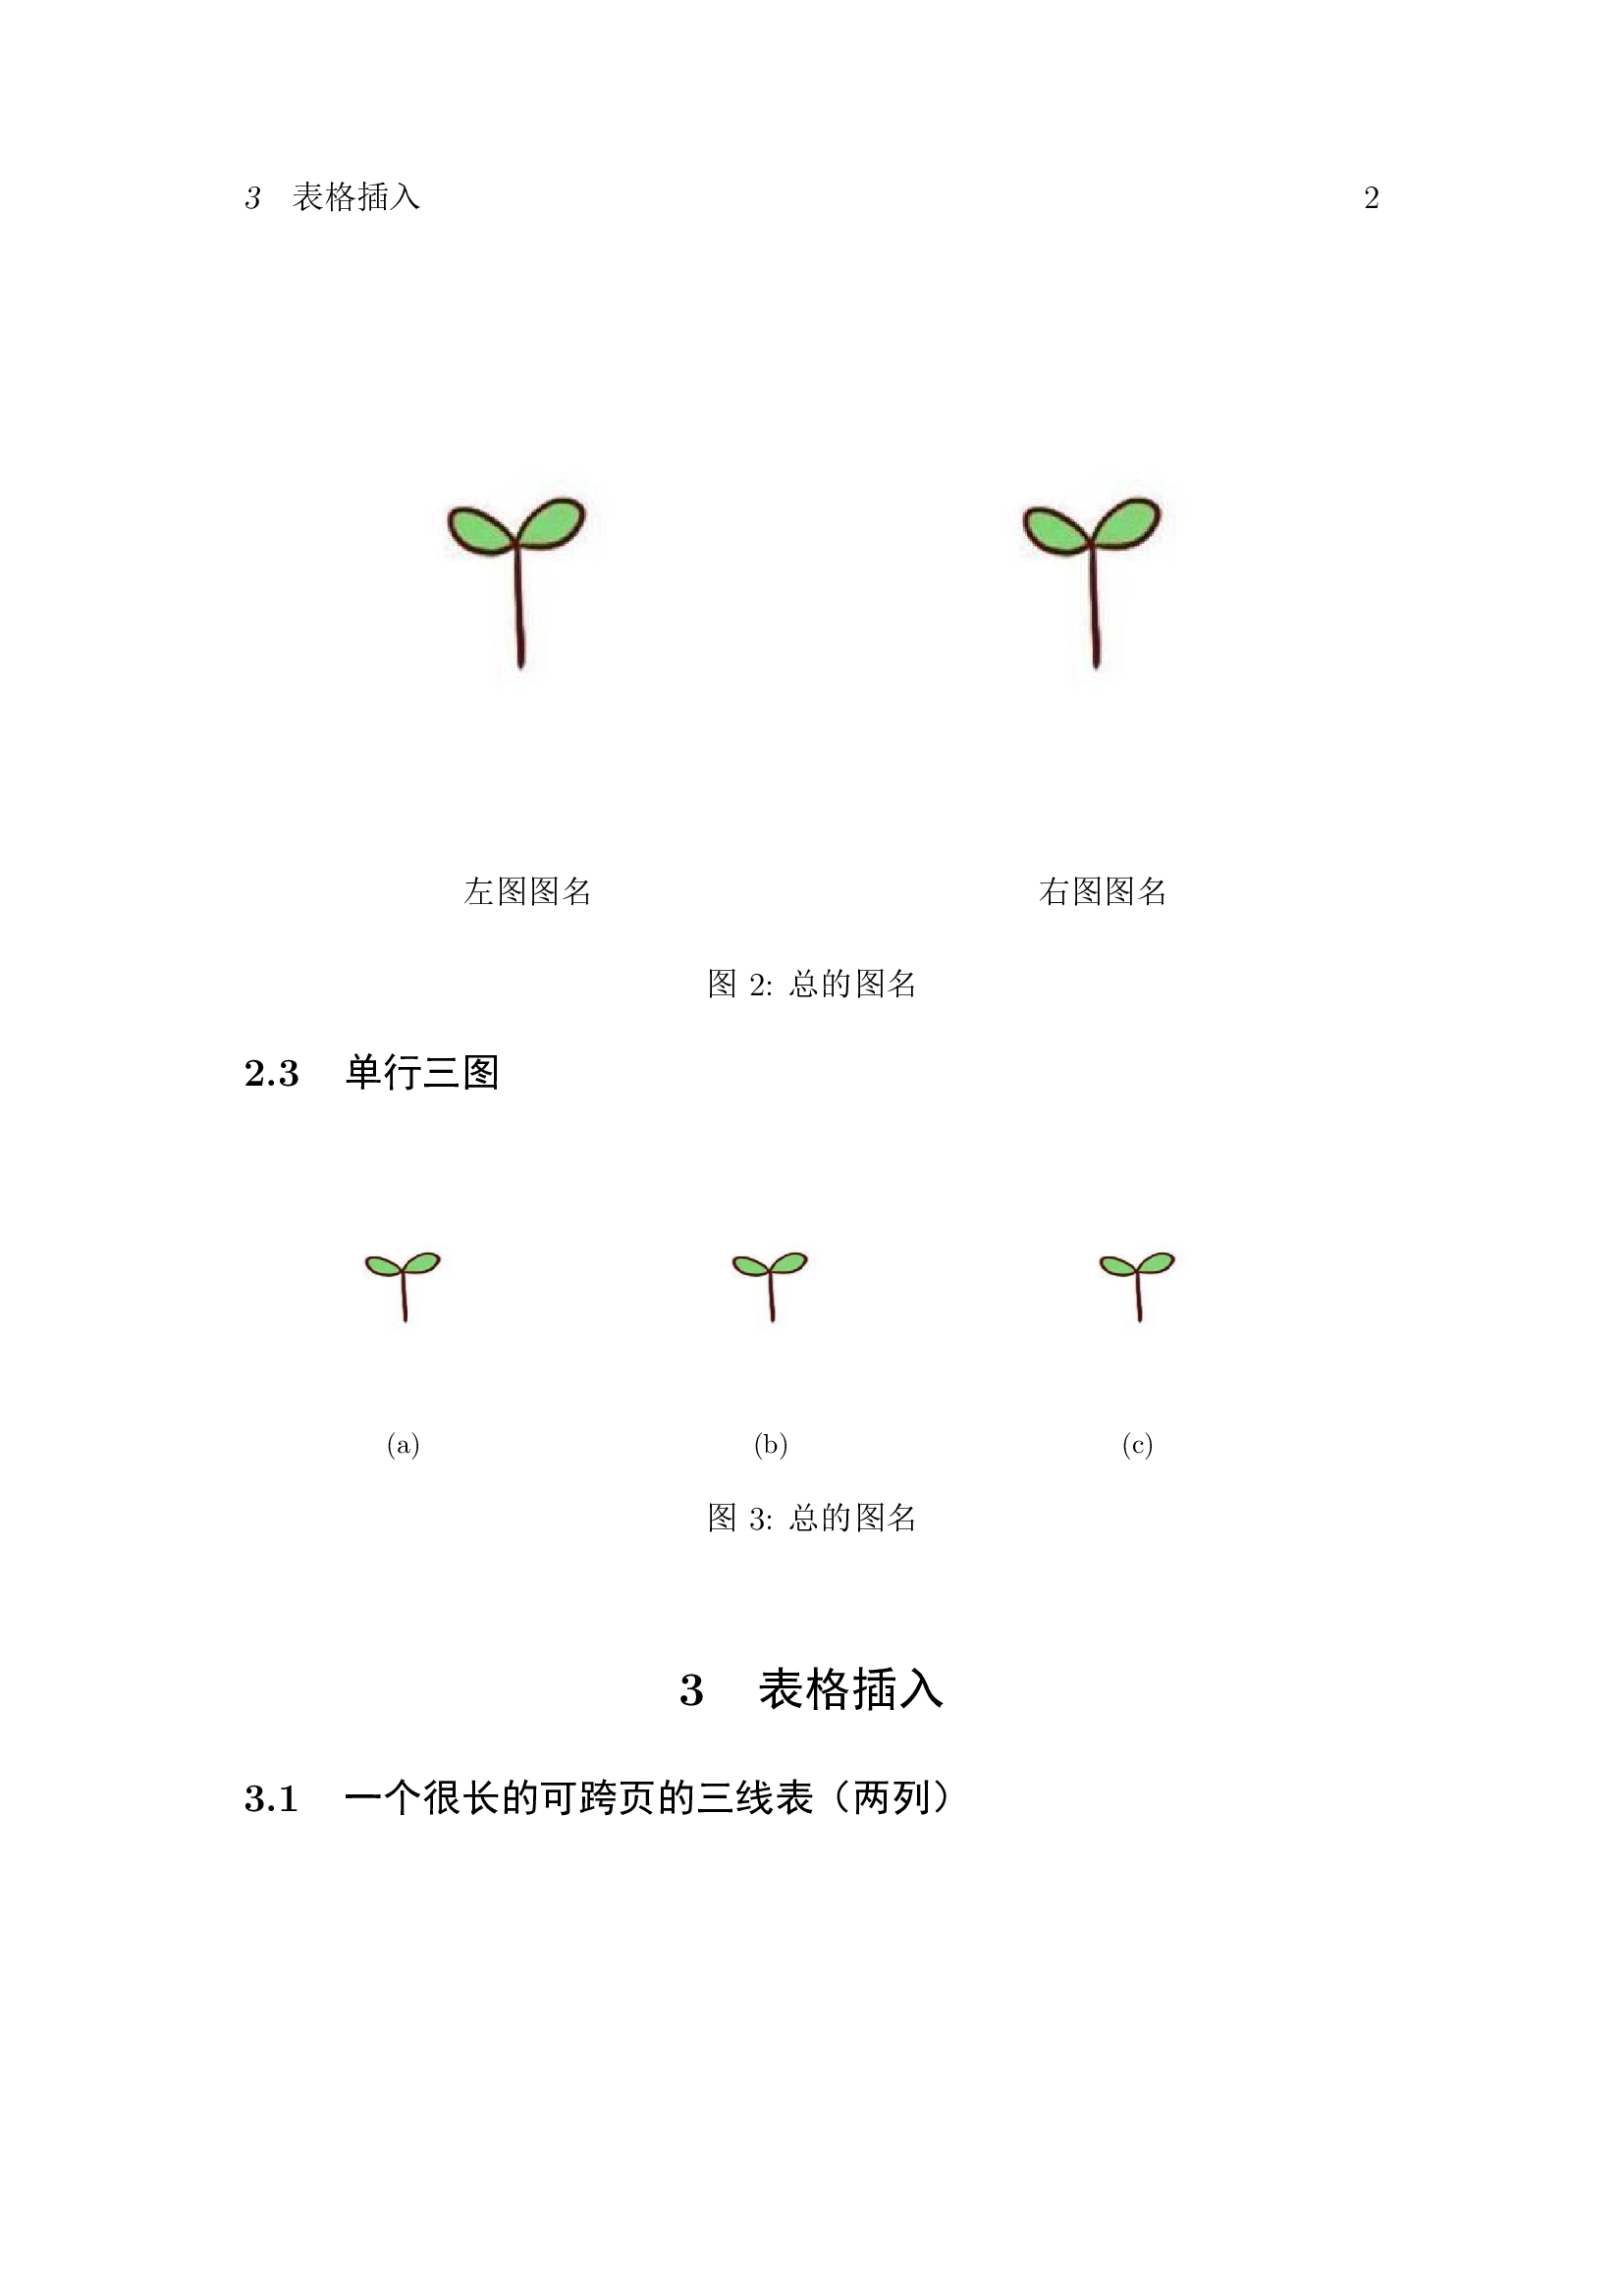 3 表格插入 2
左图图名 右图图名
图 2: 总的图名
2.3 单行三图
(a) (b) (c)
图 3: 总的图名
3 表格插入
3.1 一个很长的可跨页的三线表（两列）